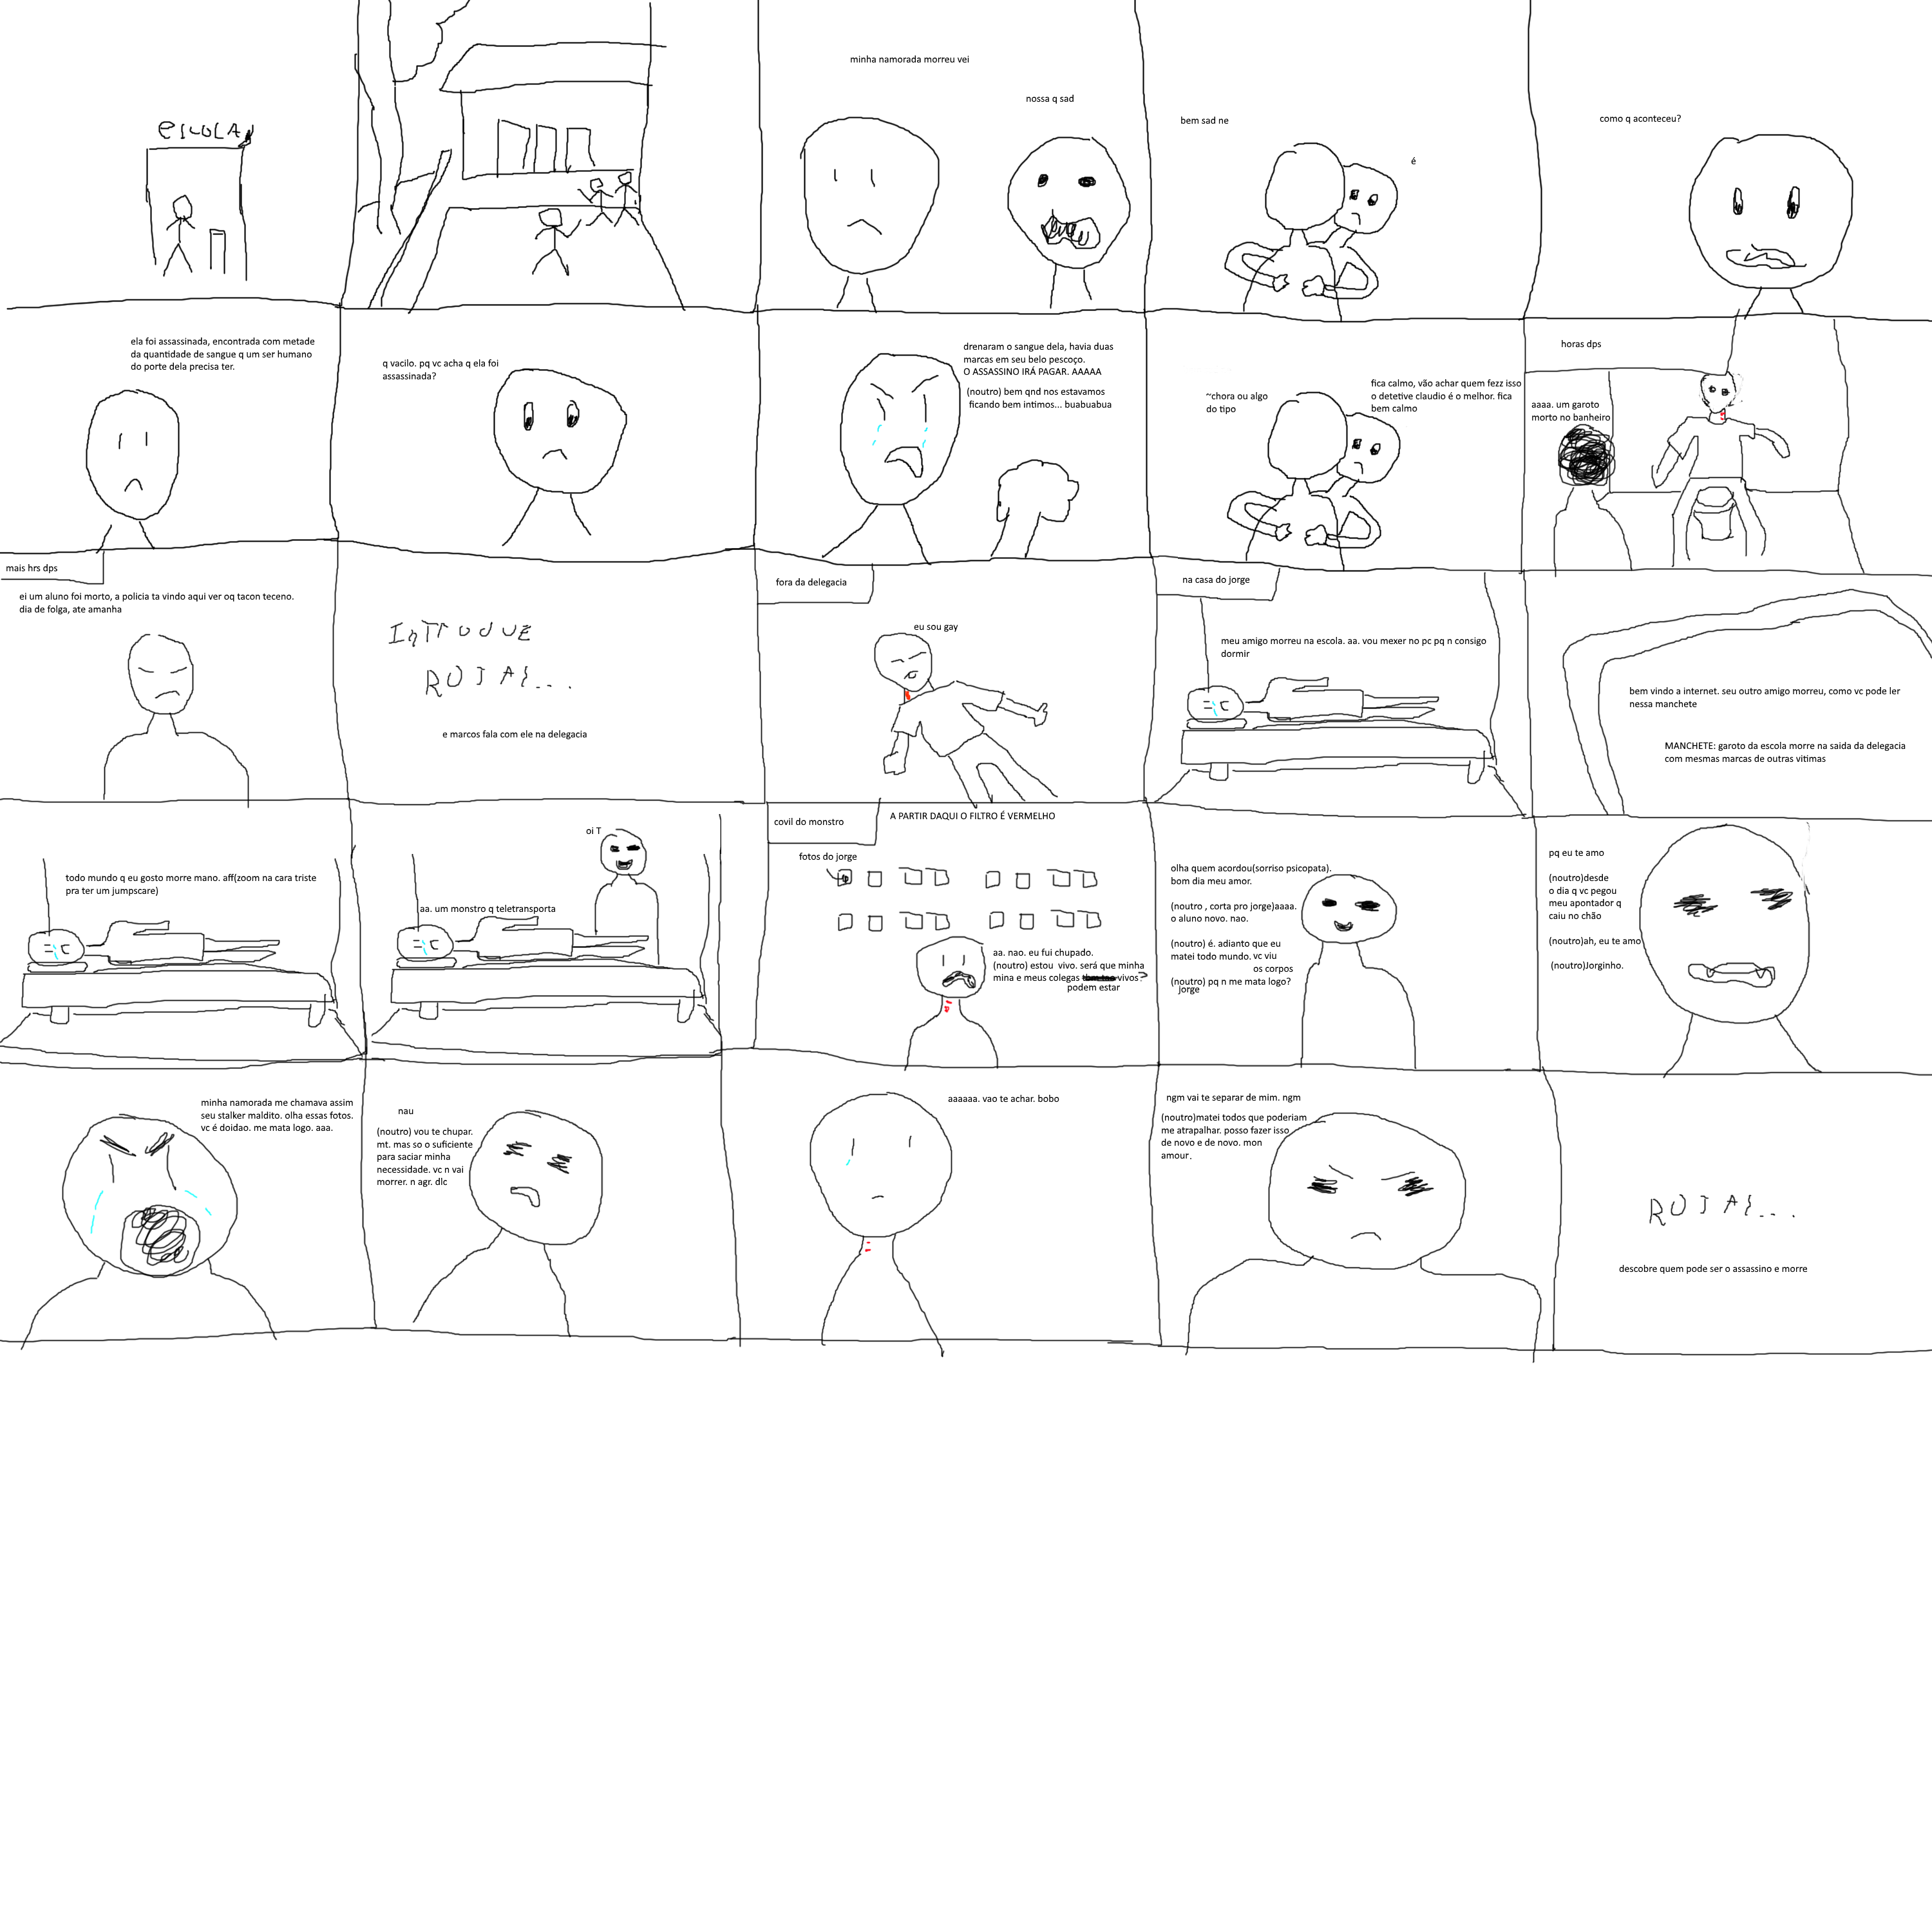 ESCOLA
minha namorada morreu vei
nossa q sad
bem sad ne
é
como q aconteceu?
ela foi assassinada, encontrada com metade
da quantidade de sangue q um ser humano
do porte dela precisa ter.
q vacilo. pq vc acha q ela foi
assassinada?
drenaram o sangue dela, havia duas
marcas em seu belo pescoço.
O ASSASSINO IRÁ PAGAR. AAAAA
(noutro) bem qnd nos estavamos
ficando bem intimos... buabuabua
~chora ou algo
do tipo
fica calmo, vão achar quem fezz isso
o detetive claudio é o melhor. fica
bem calmo
horas dps
aaaa. um garoto
morto no banheiro
mais hrs dps
ei um aluno foi morto, a policia ta vindo aqui ver oq tacon teceno.
dia de folga, ate amanha
INTRODUZ
ROJAE...
e marcos fala com ele na delegacia
fora da delegacia
eu sou gay
na casa do jorge
meu amigo morreu na escola. aa. vou mexer no pc pq n consigo
dormir
bem vindo a internet. seu outro amigo morreu, como vc pode ler
nessa manchete
MANCHETE: garoto da escola morre na saida da delegacia
com mesmas marcas de outras vitimas
todo mundo q eu gosto morre mano. aff(zoom na cara triste
pra ter um jumpscare)
oi T
aa. um monstro q teletransporta
covil do monstro
A PARTIR DAQUI O FILTRO É VERMELHO
fotos do jorge
aa. nao. eu fui chupado.
(noutro) estou vivo. será que minha
mina e meus colegas vivos?
podem estar
olha quem acordou(sorriso psicopata).
bom dia meu amor.
(noutro , corta pro jorge)aaaa.
o aluno novo. nao.
(noutro) é. adianto que eu
matei todo mundo. vc viu
os corpos
(noutro) pq n me mata logo?
jorge
pq eu te amo
(noutro)desde
o dia q vc pegou
meu apontador q
caiu no chão
(noutro)ah, eu te amo
(noutro)Jorginho.
minha namorada me chamava assim
seu stalker maldito. olha essas fotos.
vc é doidao. me mata logo. aaa.
nau
(noutro) vou te chupar.
mt. mas so o suficiente
para saciar minha
necessidade. vc n vai
morrer. n agr. dlc
aaaaaa. vao te achar. bobo
ngm vai te separar de mim. ngm
(noutro)matei todos que poderiam
me atrapalhar. posso fazer isso
de novo e de novo. mon
amour.
ROJAE...
descobre quem pode ser o assassino e morre